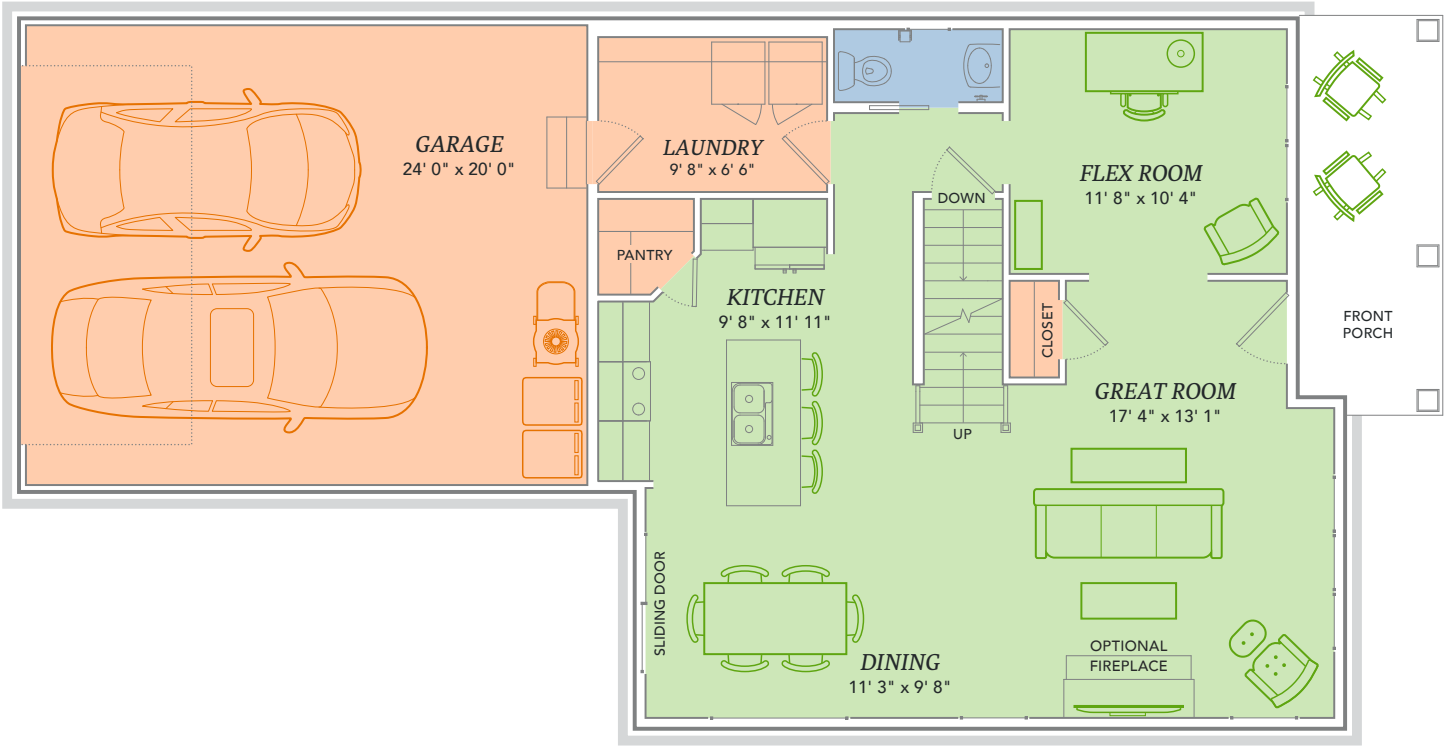 GARAGE
24' 0" x 20' 0"
LAUNDRY
9' 8" x 6' 6"
FLEX ROOM
11' 8" x 10' 4"
DOWN
PANTRY
KITCHEN
9' 8" x 11' 11"
CLOSET
FRONT
PORCH
GREAT ROOM
17' 4" x 13' 1"
UP
SLIDING DOOR
DINING
11' 3" x 9' 8"
OPTIONAL
FIREPLACE